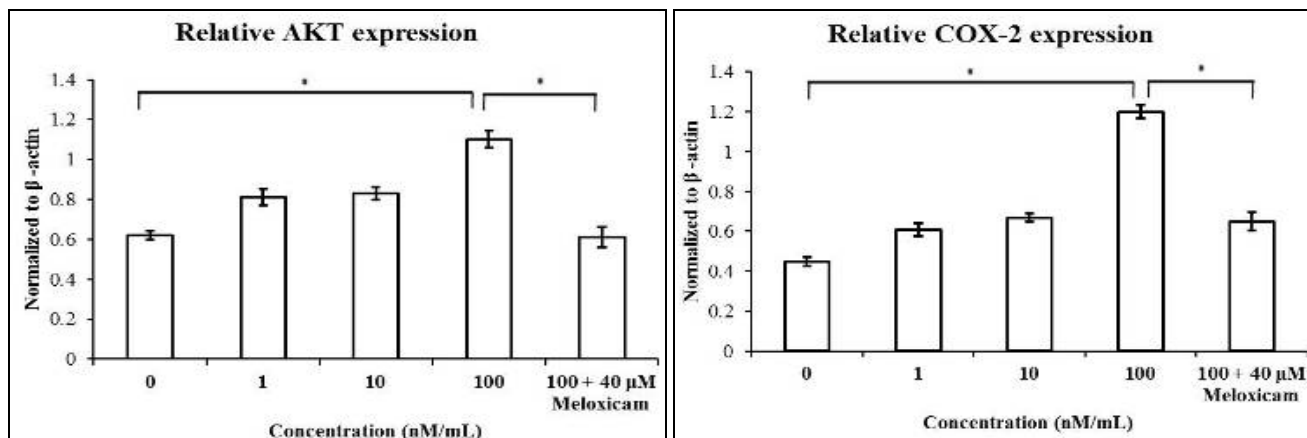 Relative AKT expression
Normalized to β -actin
1.4
1.2
1
0.8
0.6
0.4
0.2
0
*
*
0
1
10
100
100 + 40 μM
Meloxicam
Concentration (nM/mL)
Relative COX-2 expression
Normalized to β -actin
1.4
1.2
1
0.8
0.6
0.4
0.2
0
*
*
0
1
10
100
100 + 40 μM
Meloxicam
Concentration (nM/mL)